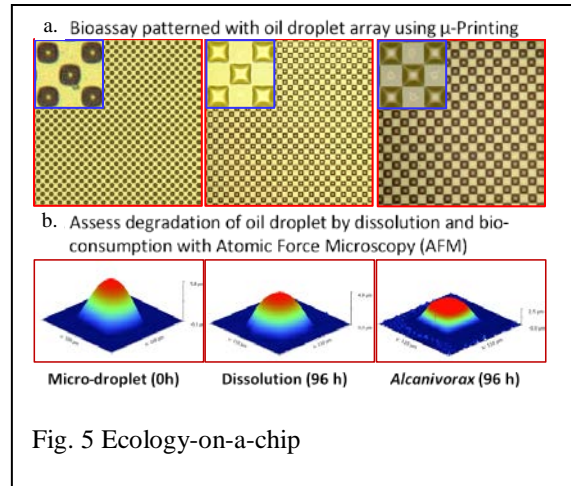 a. Bioassay patterned with oil droplet array using µ-Printing
b. Assess degradation of oil droplet by dissolution and bio-
consumption with Atomic Force Microscopy (AFM)
Micro-droplet (0h) Dissolution (96 h) Alcanivorax (96 h)
Fig. 5 Ecology-on-a-chip